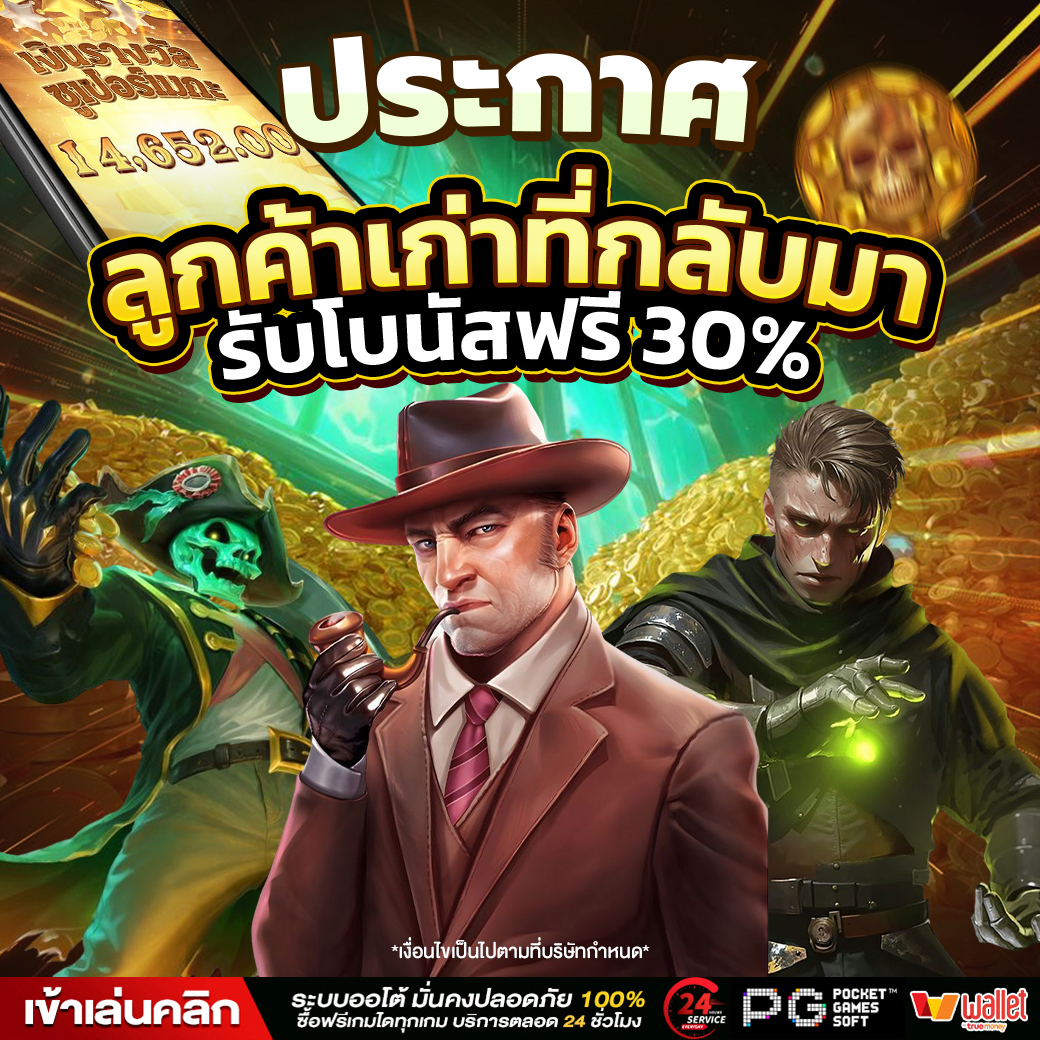 เงินรางวัล
ซูเปอร์เมกะ
14,652.00
ประกาศ
ลูกค้าเก่าที่กลับมา
รับโบนัสฟรี 30%
*เงื่อนไขเป็นไปตามที่บริษัทกำหนด*
เข้าเล่นคลิก
ระบบออโต้ มั่นคงปลอดภัย 100%
ซื้อฟรีเกมได้ทุกเกม บริการตลอด 24 ชั่วโมง
24 HOURS
SERVICE
EVERYDAY
PG POCKET™
GAMES
SOFT
wallet
by truemoney